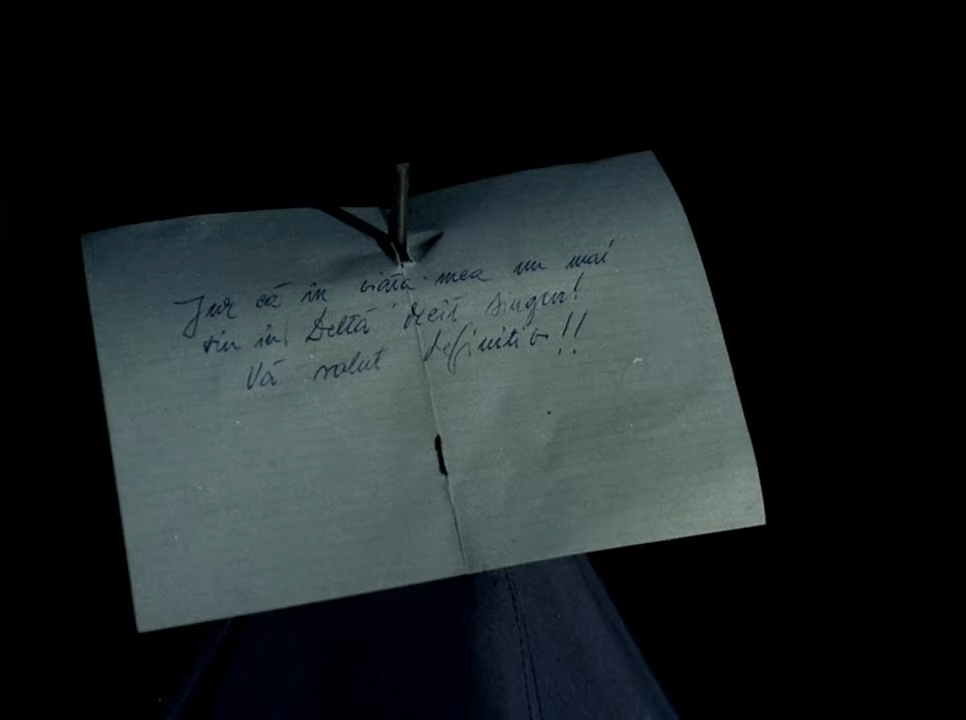 Jur că în viața mea nu mai
vin în Deltă decît singur!
Vă salut definitiv!!